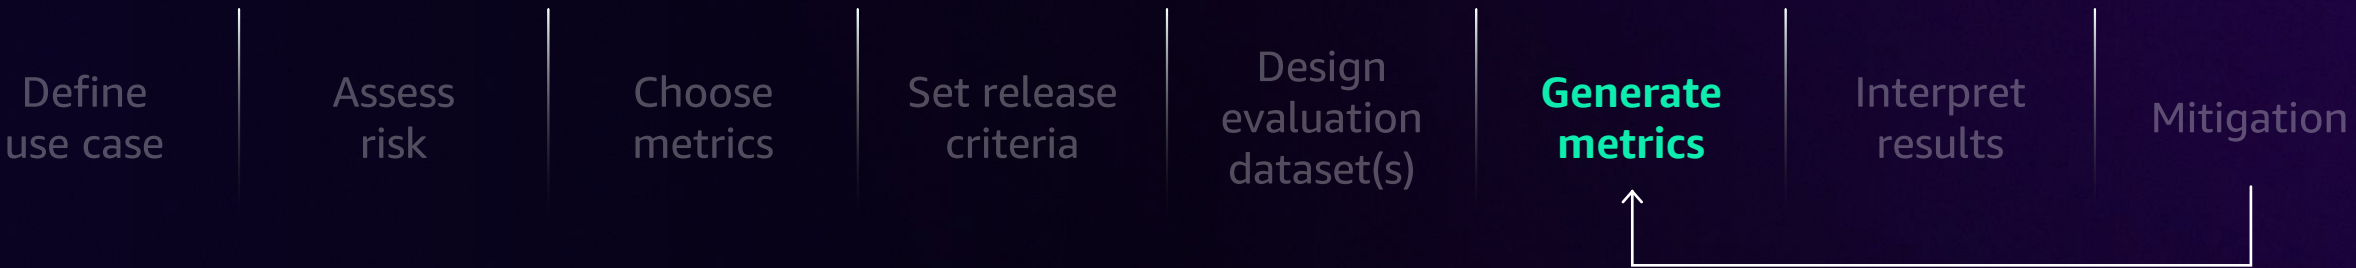 Define
use case
Assess
risk
Choose
metrics
Set release
criteria
Design
evaluation
dataset(s)
Generate
metrics
Interpret
results
Mitigation